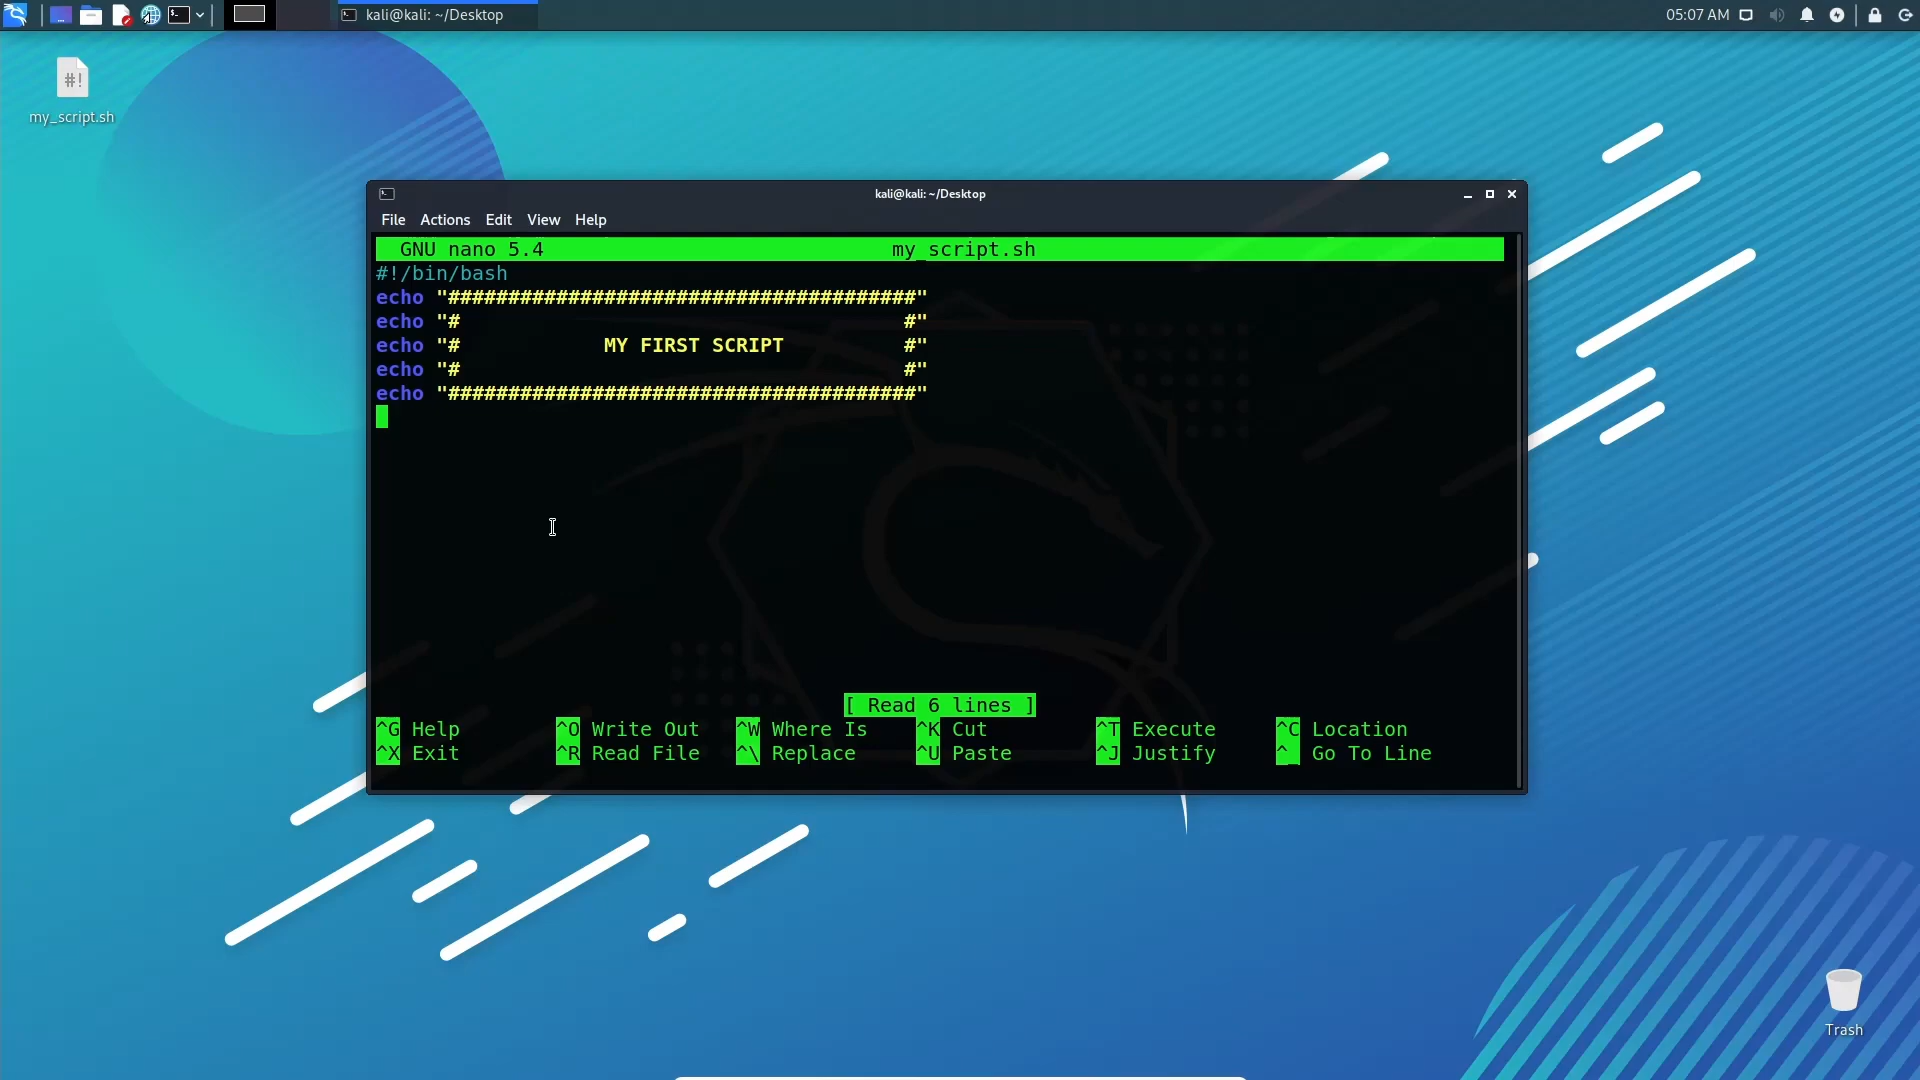 kali@kali: ~/Desktop
05:07 AM
#!
my_script.sh
kali@kali: ~/Desktop
File Actions Edit View Help
GNU nano 5.4 my_script.sh
#!/bin/bash
echo "#######################################"
echo "#                                     #"
echo "#            MY FIRST SCRIPT          #"
echo "#                                     #"
echo "#######################################"
[ Read 6 lines ]
^G Help ^O Write Out ^W Where Is ^K Cut ^T Execute ^C Location
^X Exit ^R Read File ^\ Replace ^U Paste ^J Justify ^_ Go To Line
Trash